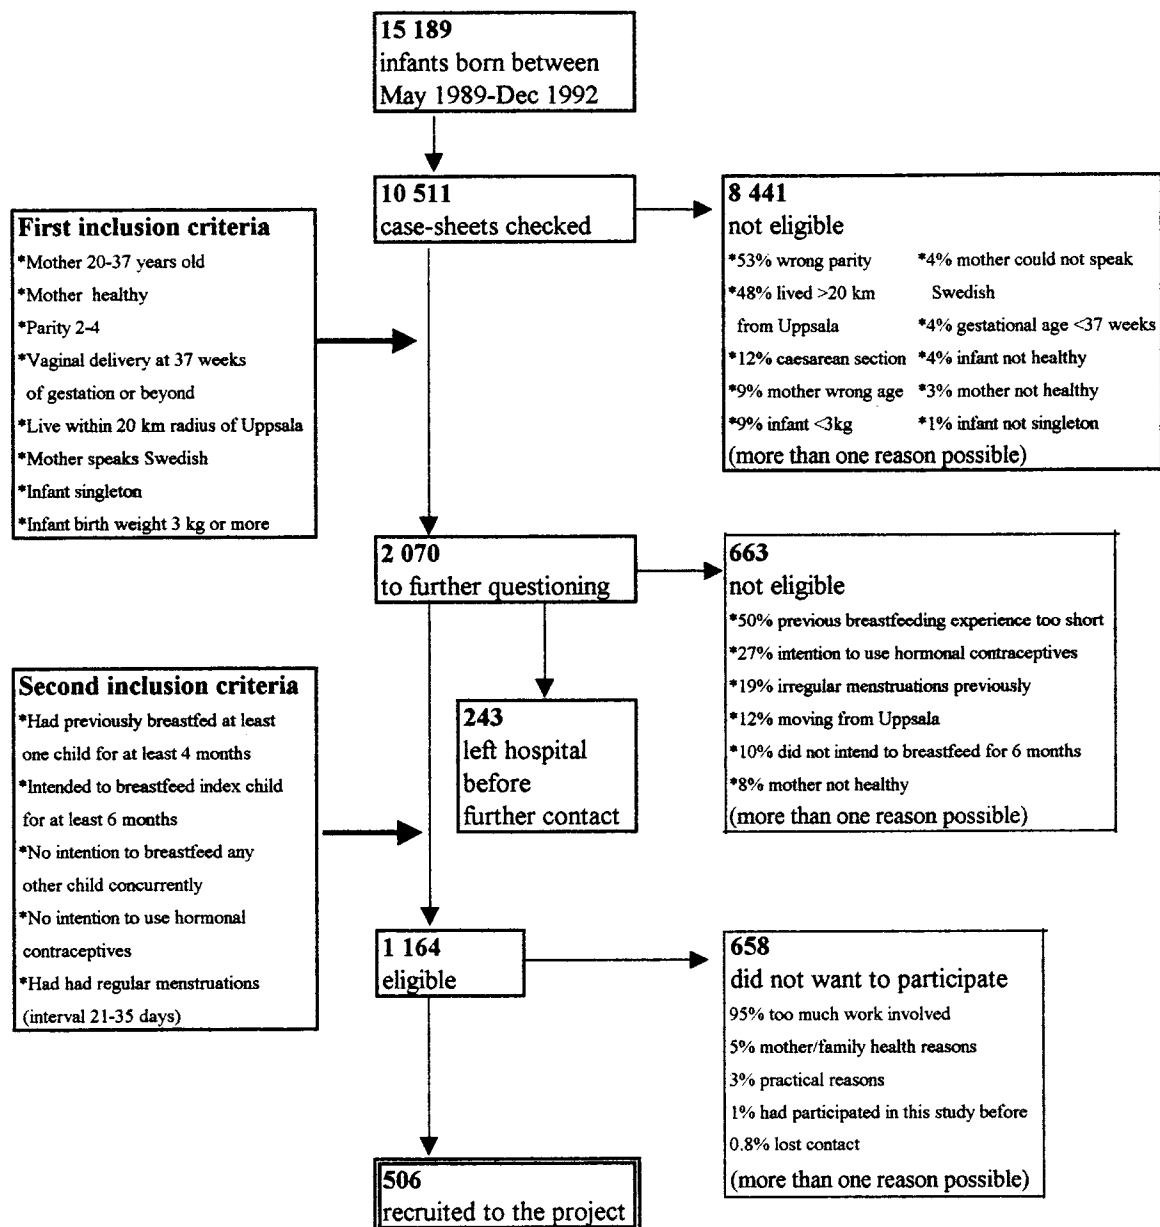 15 189
infants born between
May 1989-Dec 1992
10 511
case-sheets checked
8 441
not eligible
*53% wrong parity
*48% lived >20 km
from Uppsala
*12% caesarean section
*9% mother wrong age
*9% infant <3kg
*4% mother could not speak
Swedish
*4% gestational age <37 weeks
*4% infant not healthy
*3% mother not healthy
*1% infant not singleton
(more than one reason possible)
First inclusion criteria
*Mother 20-37 years old
*Mother healthy
*Parity 2-4
*Vaginal delivery at 37 weeks
of gestation or beyond
*Live within 20 km radius of Uppsala
*Mother speaks Swedish
*Infant singleton
*Infant birth weight 3 kg or more
2 070
to further questioning
663
not eligible
*50% previous breastfeeding experience too short
*27% intention to use hormonal contraceptives
*19% irregular menstruations previously
*12% moving from Uppsala
*10% did not intend to breastfeed for 6 months
*8% mother not healthy
(more than one reason possible)
243
left hospital
before
further contact
Second inclusion criteria
*Had previously breastfed at least
one child for at least 4 months
*Intended to breastfeed index child
for at least 6 months
*No intention to breastfeed any
other child concurrently
*No intention to use hormonal
contraceptives
*Had had regular menstruations
(interval 21-35 days)
1 164
eligible
658
did not want to participate
95% too much work involved
5% mother/family health reasons
3% practical reasons
1% had participated in this study before
0.8% lost contact
(more than one reason possible)
506
recruited to the project